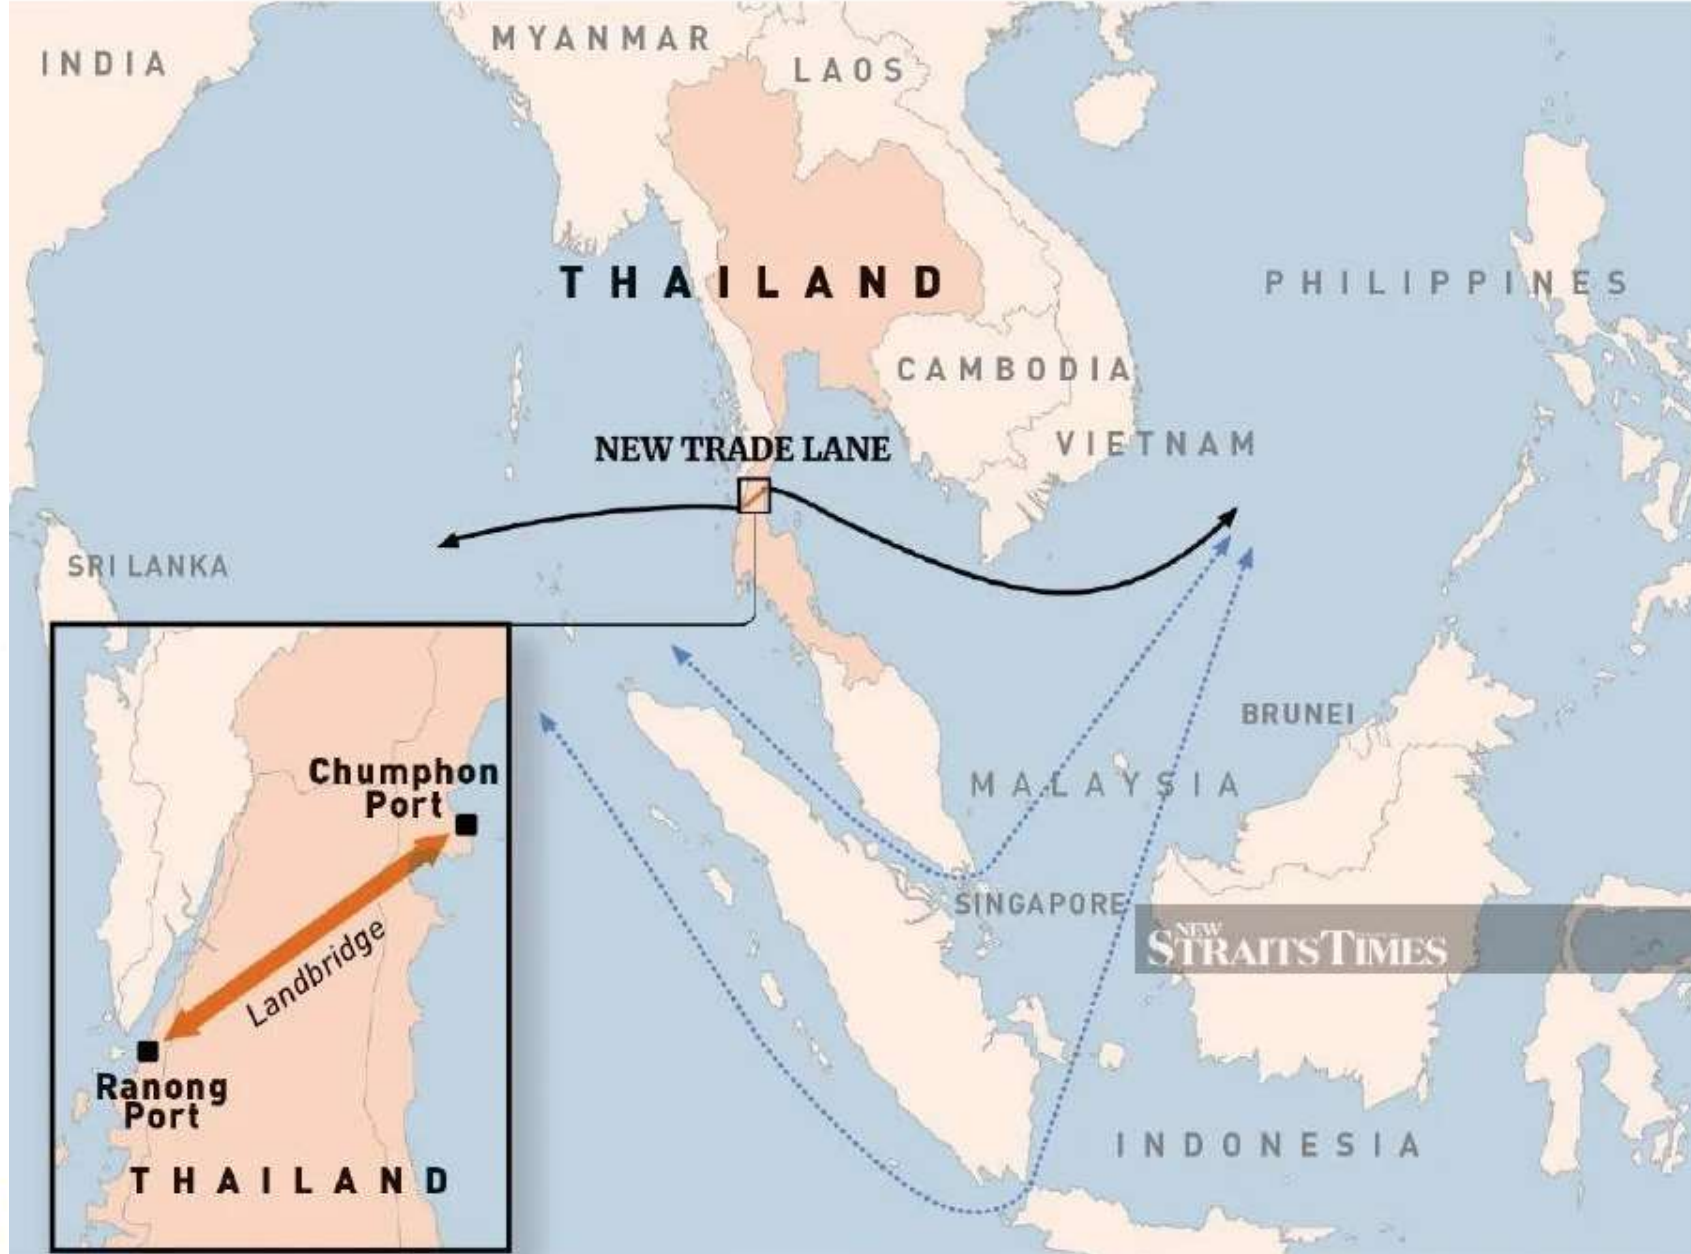 INDIA
MYANMAR
LAOS
THAILAND
PHILIPPINES
CAMBODIA
VIETNAM
NEW TRADE LANE
SRI LANKA
BRUNEI
MALAYSIA
SINGAPORE
NEW
STRAITS TIMES
INDONESIA
Chumphon
Port
Landbridge
Ranong
Port
THAILAND